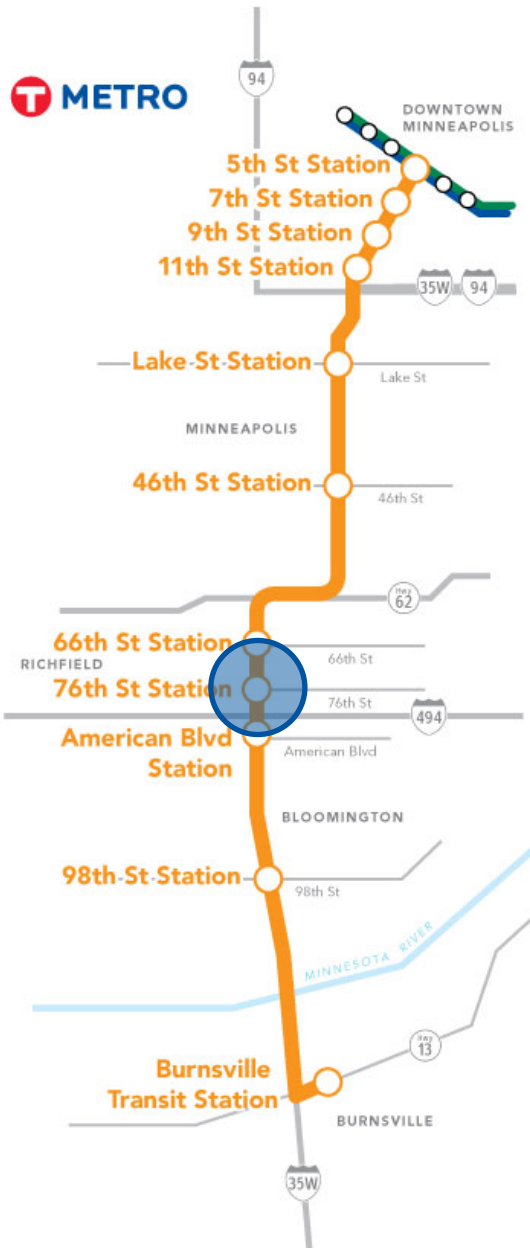 94
T METRO
DOWNTOWN
MINNEAPOLIS
5th St Station
7th St Station
9th St Station
11th St Station
35W
94
Lake St Station
Lake St
MINNEAPOLIS
46th St Station
46th St
Hwy
62
66th St Station
66th St
RICHFIELD
76th St Station
76th St
494
American Blvd
Station
American Blvd
BLOOMINGTON
98th St Station
98th St
MINNESOTA RIVER
Hwy
13
Burnsville
Transit Station
BURNSVILLE
35W